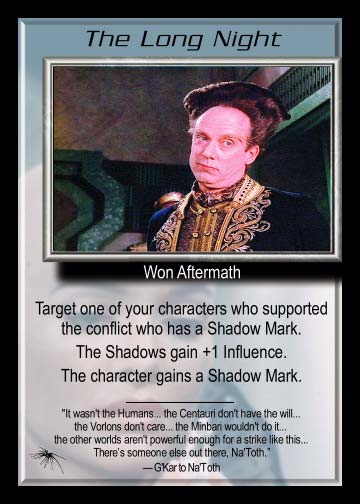 The Long Night
Won Aftermath
Target one of your characters who supported
the conflict who has a Shadow Mark.
The Shadows gain +1 Influence.
The character gains a Shadow Mark.
"It wasn't the Humans... the Centauri don't have the will...
the Vorlons don't care... the Minbari wouldn't do it...
the other worlds aren't powerful enough for a strike like this...
There's someone else out there, Na'Toth."
— G'Kar to Na'Toth